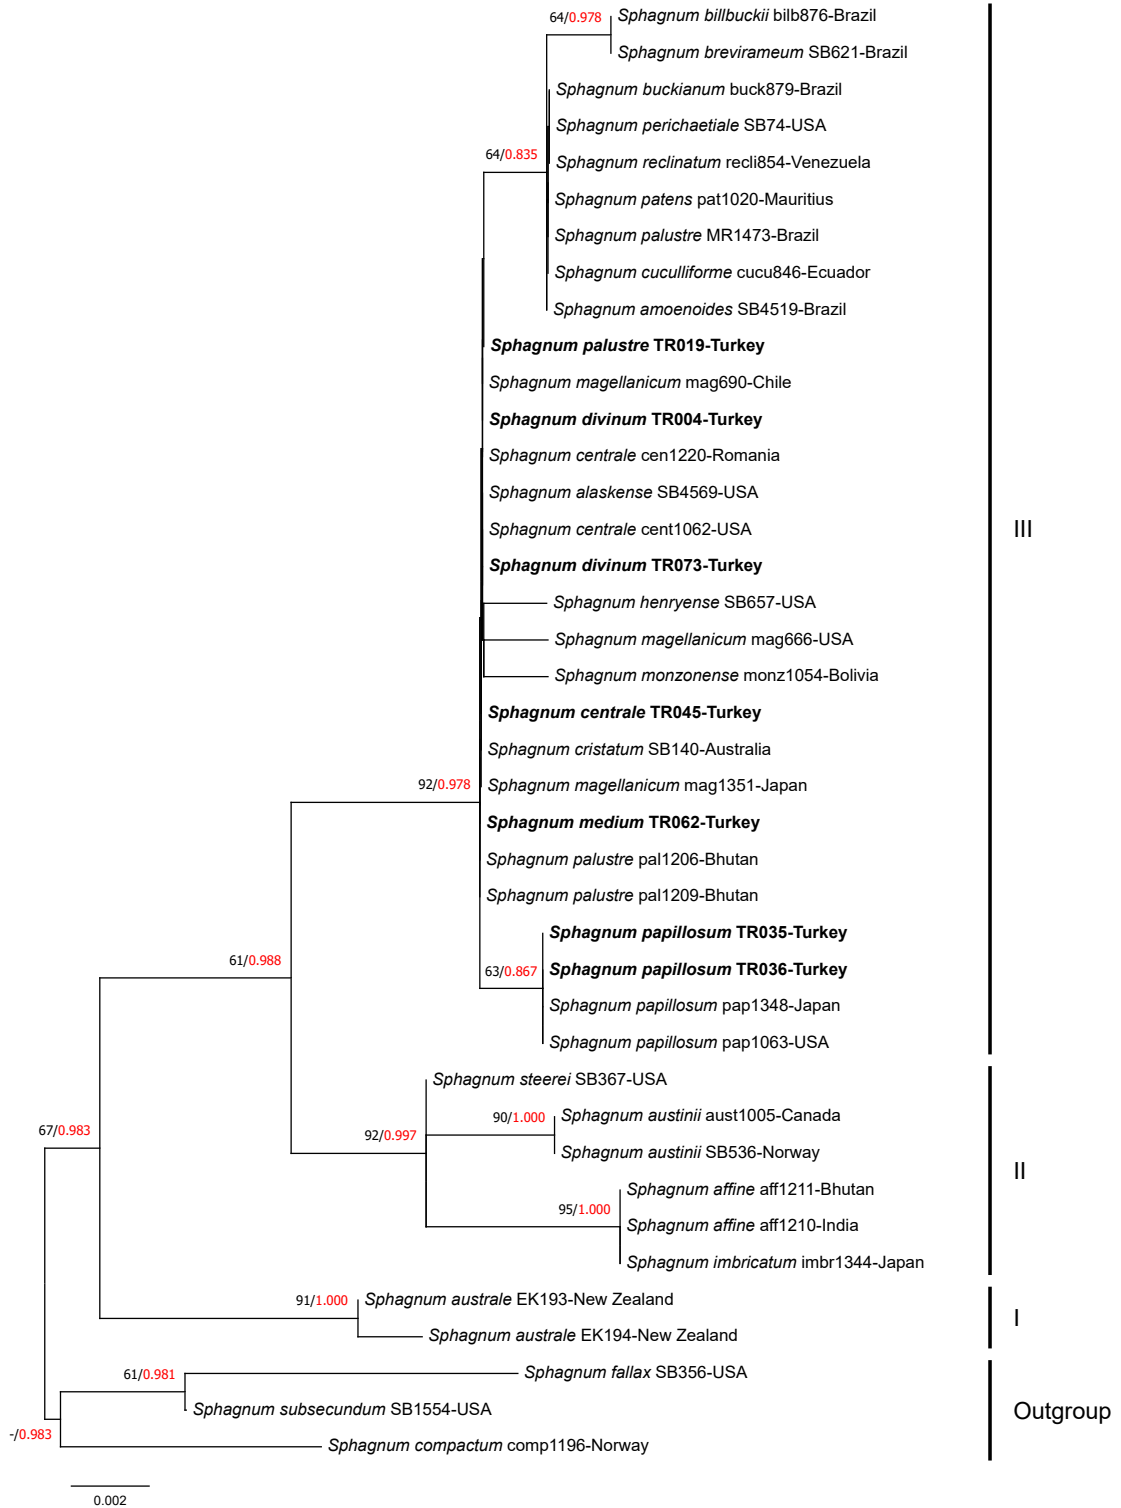 64/0.978
Sphagnum billbuckii bilb876-Brazil
Sphagnum brevirameum SB621-Brazil
Sphagnum buckianum buck879-Brazil
Sphagnum perichaetiale SB74-USA
64/0.835
Sphagnum reclinatum recli854-Venezuela
Sphagnum patens pat1020-Mauritius
Sphagnum palustre MR1473-Brazil
Sphagnum cuculliforme cucu846-Ecuador
Sphagnum amoenoides SB4519-Brazil
Sphagnum palustre TR019-Turkey
Sphagnum magellanicum mag690-Chile
Sphagnum divinum TR004-Turkey
Sphagnum centrale cen1220-Romania
Sphagnum alaskense SB4569-USA
Sphagnum centrale cent1062-USA
III
Sphagnum divinum TR073-Turkey
Sphagnum henryense SB657-USA
Sphagnum magellanicum mag666-USA
Sphagnum monzonense monz1054-Bolivia
Sphagnum centrale TR045-Turkey
Sphagnum cristatum SB140-Australia
92/0.978
Sphagnum magellanicum mag1351-Japan
Sphagnum medium TR062-Turkey
Sphagnum palustre pal1206-Bhutan
Sphagnum palustre pal1209-Bhutan
Sphagnum papillosum TR035-Turkey
61/0.988
63/0.867
Sphagnum papillosum TR036-Turkey
Sphagnum papillosum pap1348-Japan
Sphagnum papillosum pap1063-USA
Sphagnum steerei SB367-USA
90/1.000
Sphagnum austinii aust1005-Canada
67/0.983
92/0.997
Sphagnum austinii SB536-Norway
II
Sphagnum affine aff1211-Bhutan
95/1.000
Sphagnum affine aff1210-India
Sphagnum imbricatum imbr1344-Japan
91/1.000
Sphagnum australe EK193-New Zealand
I
Sphagnum australe EK194-New Zealand
61/0.981
Sphagnum fallax SB356-USA
Sphagnum subsecundum SB1554-USA
Outgroup
-/0.983
Sphagnum compactum comp1196-Norway
0.002